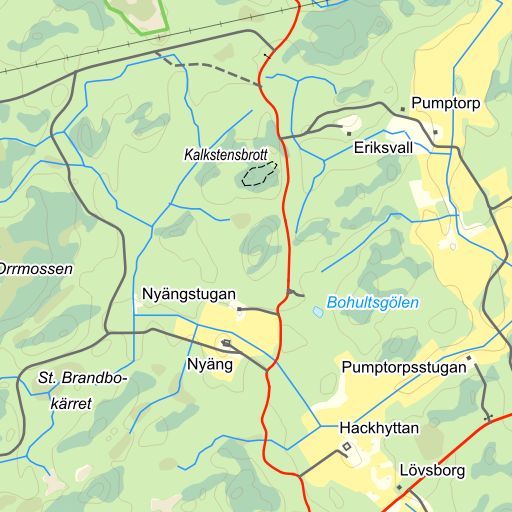 Pumptorp
Eriksvall
Kalkstensbrott
Orrmossen
Nyängstugan
Bohultsgölen
Nyäng
Pumptorpsstugan
St. Brandbo-
kärret
Hackhyttan
Lövsborg